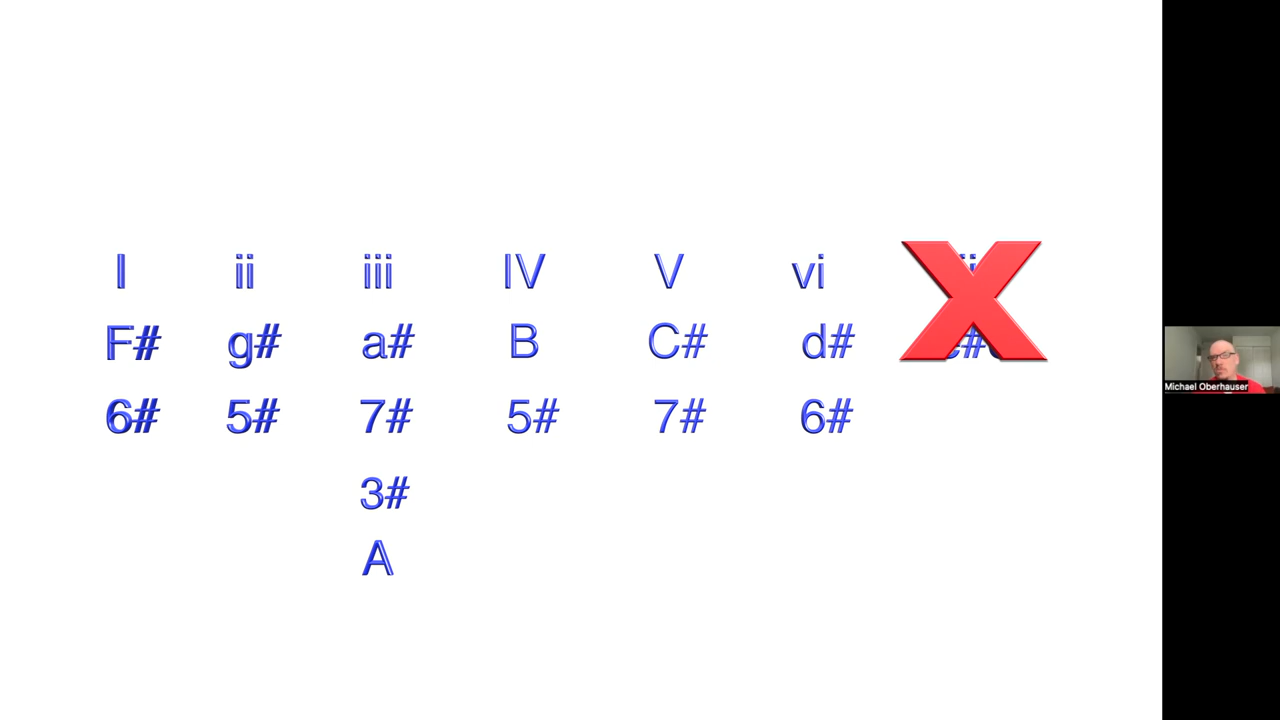 I ii iii IV V vi
F# g# a# B C# d#
6# 5# 7# 5# 7# 6#
3#
A
Michael Oberhauser